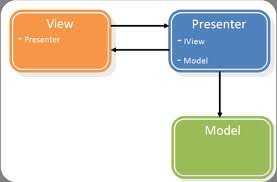 View
- Presenter
Presenter
- IView
- Model
Model